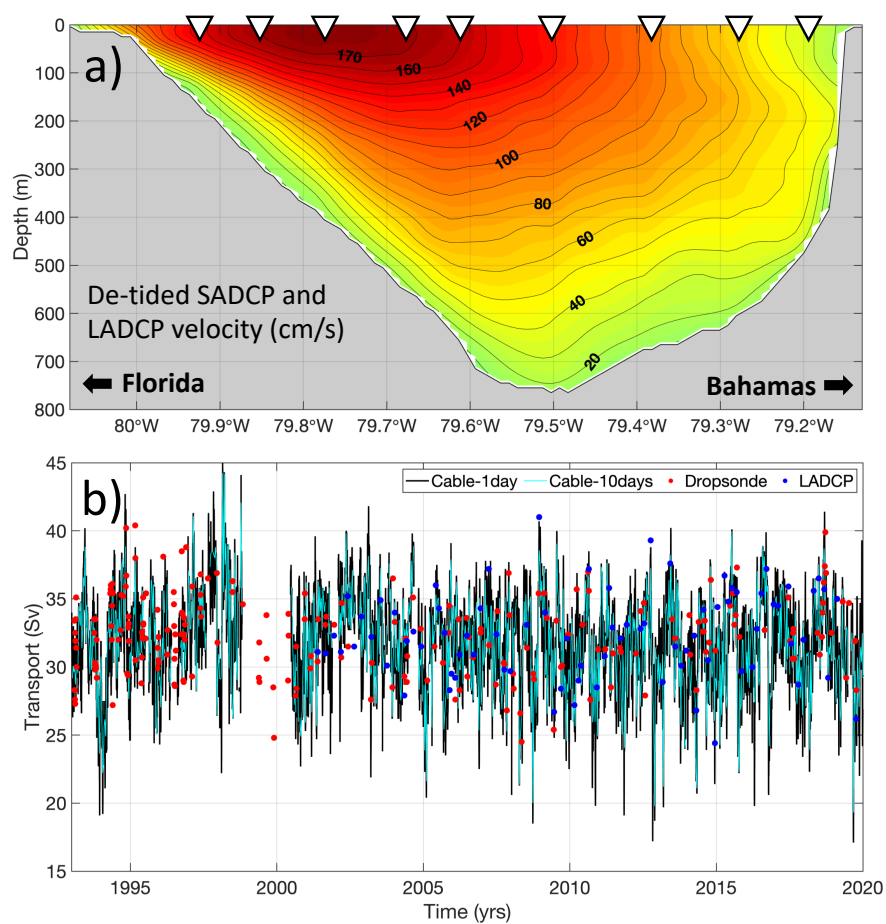 a)
0
100
200
300
400
500
600
700
800
Depth (m)
170
160
140
120
100
80
60
40
20
De-tided SADCP and
LADCP velocity (cm/s)
Florida
Bahamas
80°W 79.9°W 79.8°W 79.7°W 79.6°W 79.5°W 79.4°W 79.3°W 79.2°W
b)
Cable-1day Cable-10days Dropsonde LADCP
45
40
35
30
25
20
15
Transport (Sv)
1995 2000 2005 2010 2015 2020
Time (yrs)